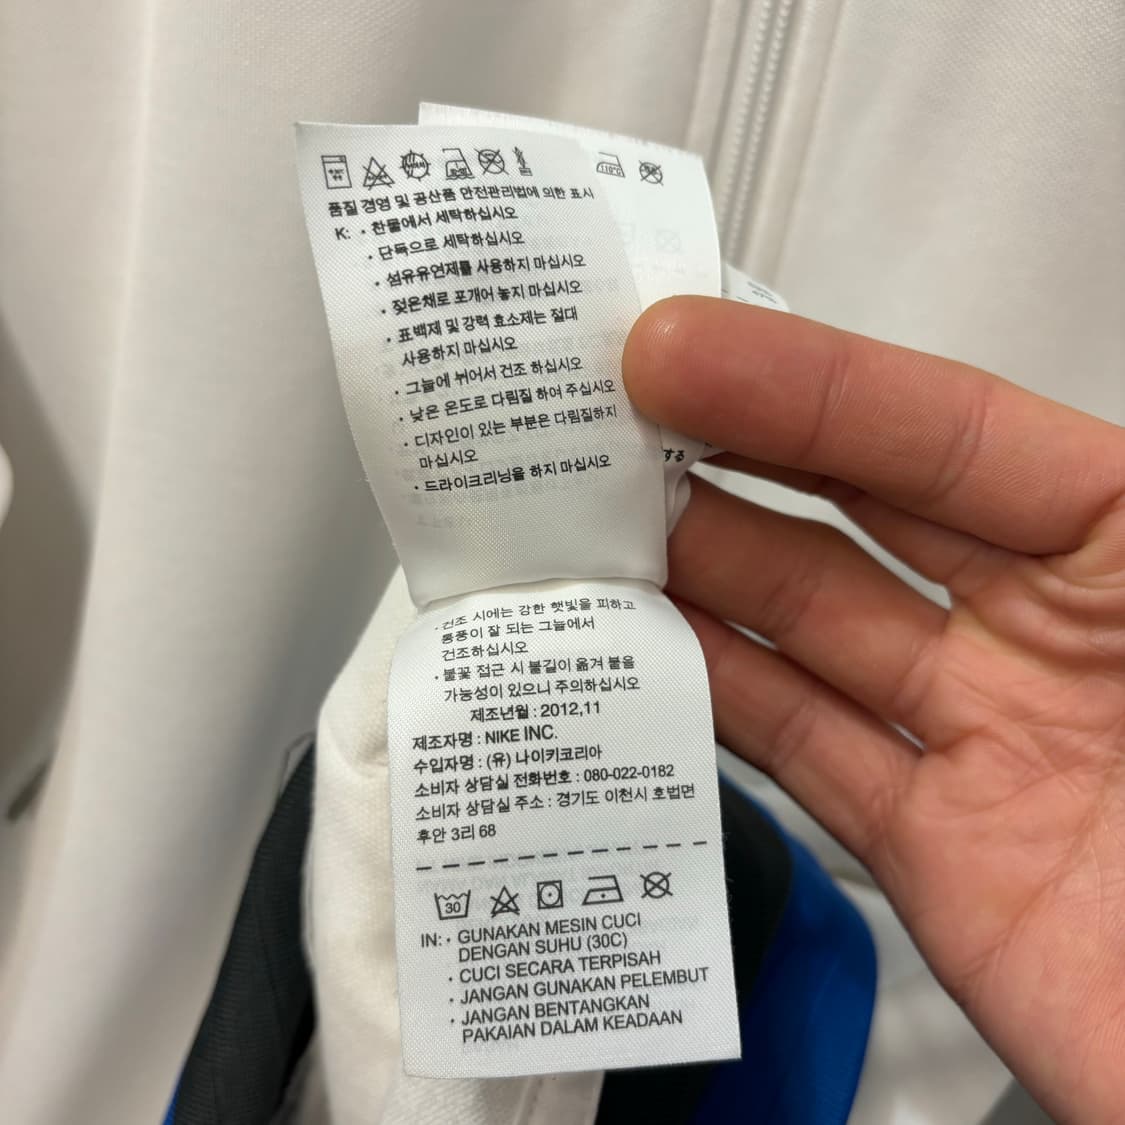 품질 경영 및 공산품 안전관리법에 의한 표시
K: · 찬물에서 세탁하십시오
· 단독으로 세탁하십시오
· 섬유유연제를 사용하지 마십시오
· 젖은채로 포개어 놓지 마십시오
· 표백제 및 강력 효소제는 절대
사용하지 마십시오
· 그늘에 뉘어서 건조 하십시오
· 낮은 온도로 다림질 하여 주십시오
· 디자인이 있는 부분은 다림질하지
마십시오
· 드라이크리닝을 하지 마십시오
110°C
する
· 건조 시에는 강한 햇빛을 피하고
통풍이 잘 되는 그늘에서
건조하십시오
· 불꽃 접근 시 불길이 옮겨 붙을
가능성이 있으니 주의하십시오
제조년월 : 2012,11
제조자명 : NIKE INC.
수입자명 : (유) 나이키코리아
소비자 상담실 전화번호 : 080-022-0182
소비자 상담실 주소 : 경기도 이천시 호법면
후안 3리 68
30
IN: · GUNAKAN MESIN CUCI
DENGAN SUHU (30C)
· CUCI SECARA TERPISAH
· JANGAN GUNAKAN PELEMBUT
· JANGAN BENTANGKAN
PAKAIAN DALAM KEADAAN